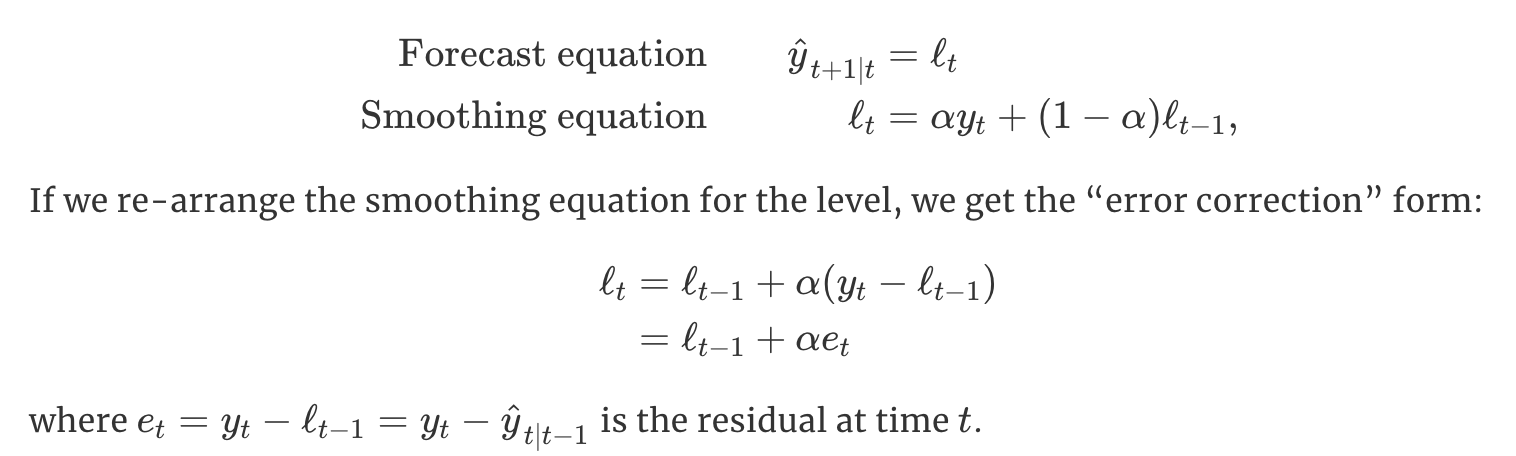 Forecast equation ŷ_{t+1|t} = ℓ_t
Smoothing equation ℓ_t = αy_t + (1 − α)ℓ_{t−1},
If we re-arrange the smoothing equation for the level, we get the “error correction” form:
ℓ_t = ℓ_{t−1} + α(y_t − ℓ_{t−1})
= ℓ_{t−1} + αe_t
where e_t = y_t − ℓ_{t−1} = y_t − ŷ_{t|t−1} is the residual at time t.